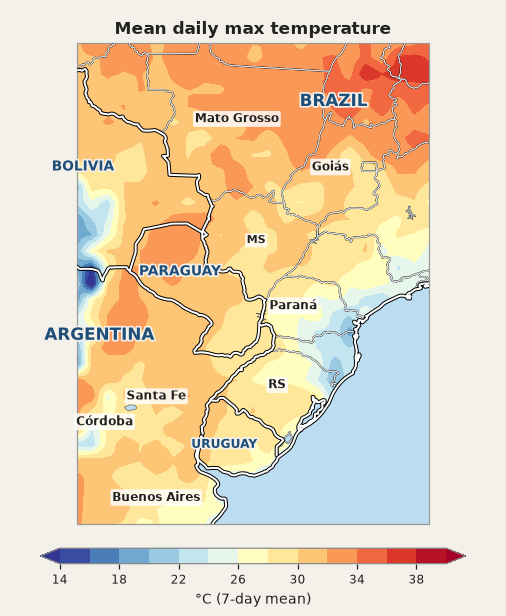 Mean daily max temperature
BRAZIL
Mato Grosso
BOLIVIA
Goiás
MS
PARAGUAY
Paraná
ARGENTINA
RS
Santa Fe
Córdoba
URUGUAY
Buenos Aires
14 18 22 26 30 34 38
°C (7-day mean)